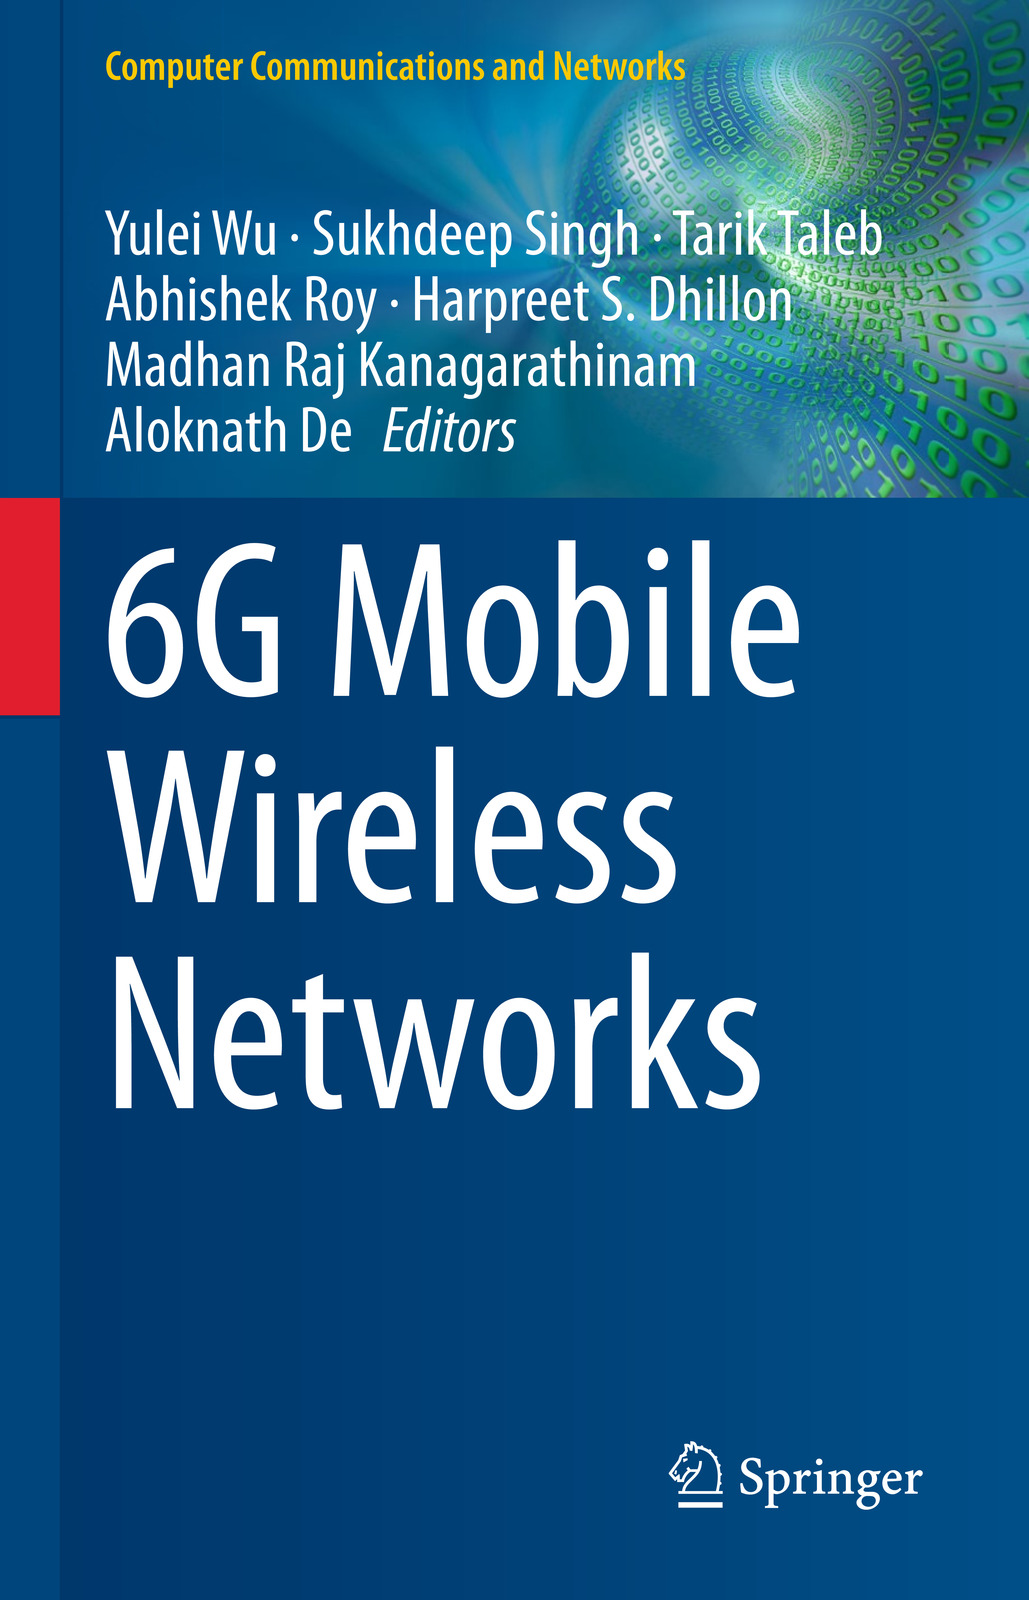 Computer Communications and Networks
Yulei Wu · Sukhdeep Singh · Tarik Taleb
Abhishek Roy · Harpreet S. Dhillon
Madhan Raj Kanagarathinam
Aloknath De Editors
6G Mobile
Wireless
Networks
Springer